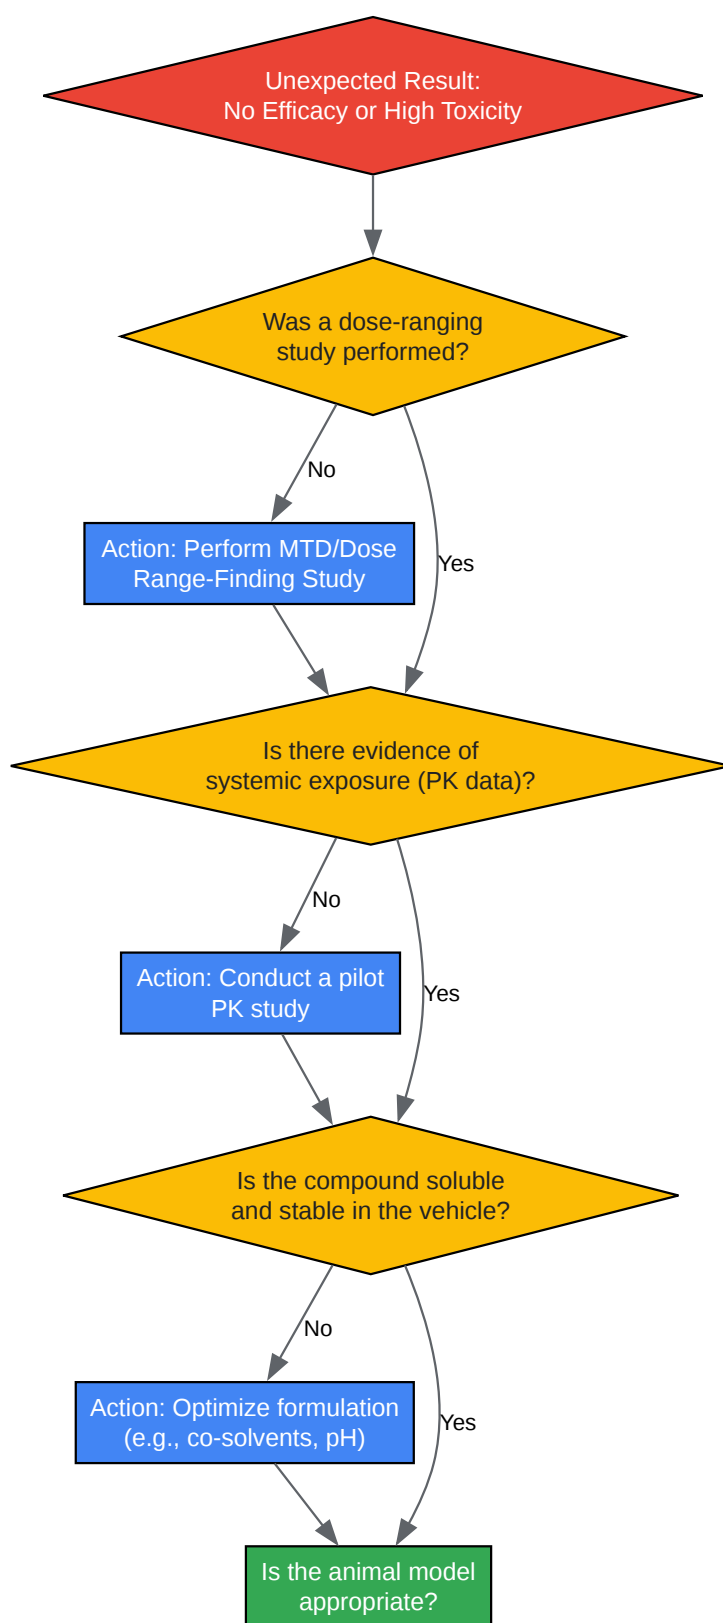 Unexpected Result:
No Efficacy or High Toxicity
Was a dose-ranging
study performed?
No
Action: Perform MTD/Dose
Range-Finding Study
Yes
Is there evidence of
systemic exposure (PK data)?
No
Action: Conduct a pilot
PK study
Yes
Is the compound soluble
and stable in the vehicle?
No
Action: Optimize formulation
(e.g., co-solvents, pH)
Yes
Is the animal model
appropriate?